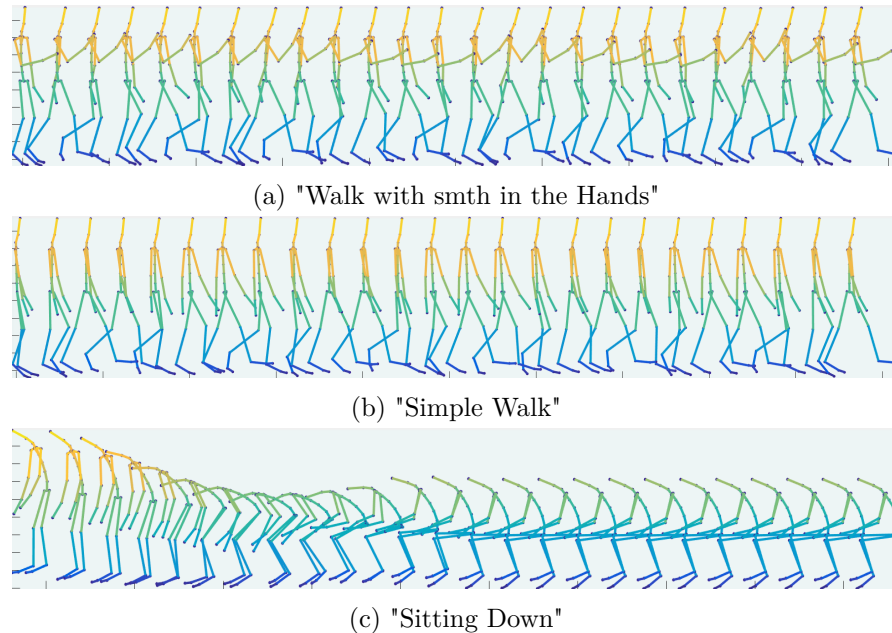 (a) "Walk with smth in the Hands"
(b) "Simple Walk"
(c) "Sitting Down"